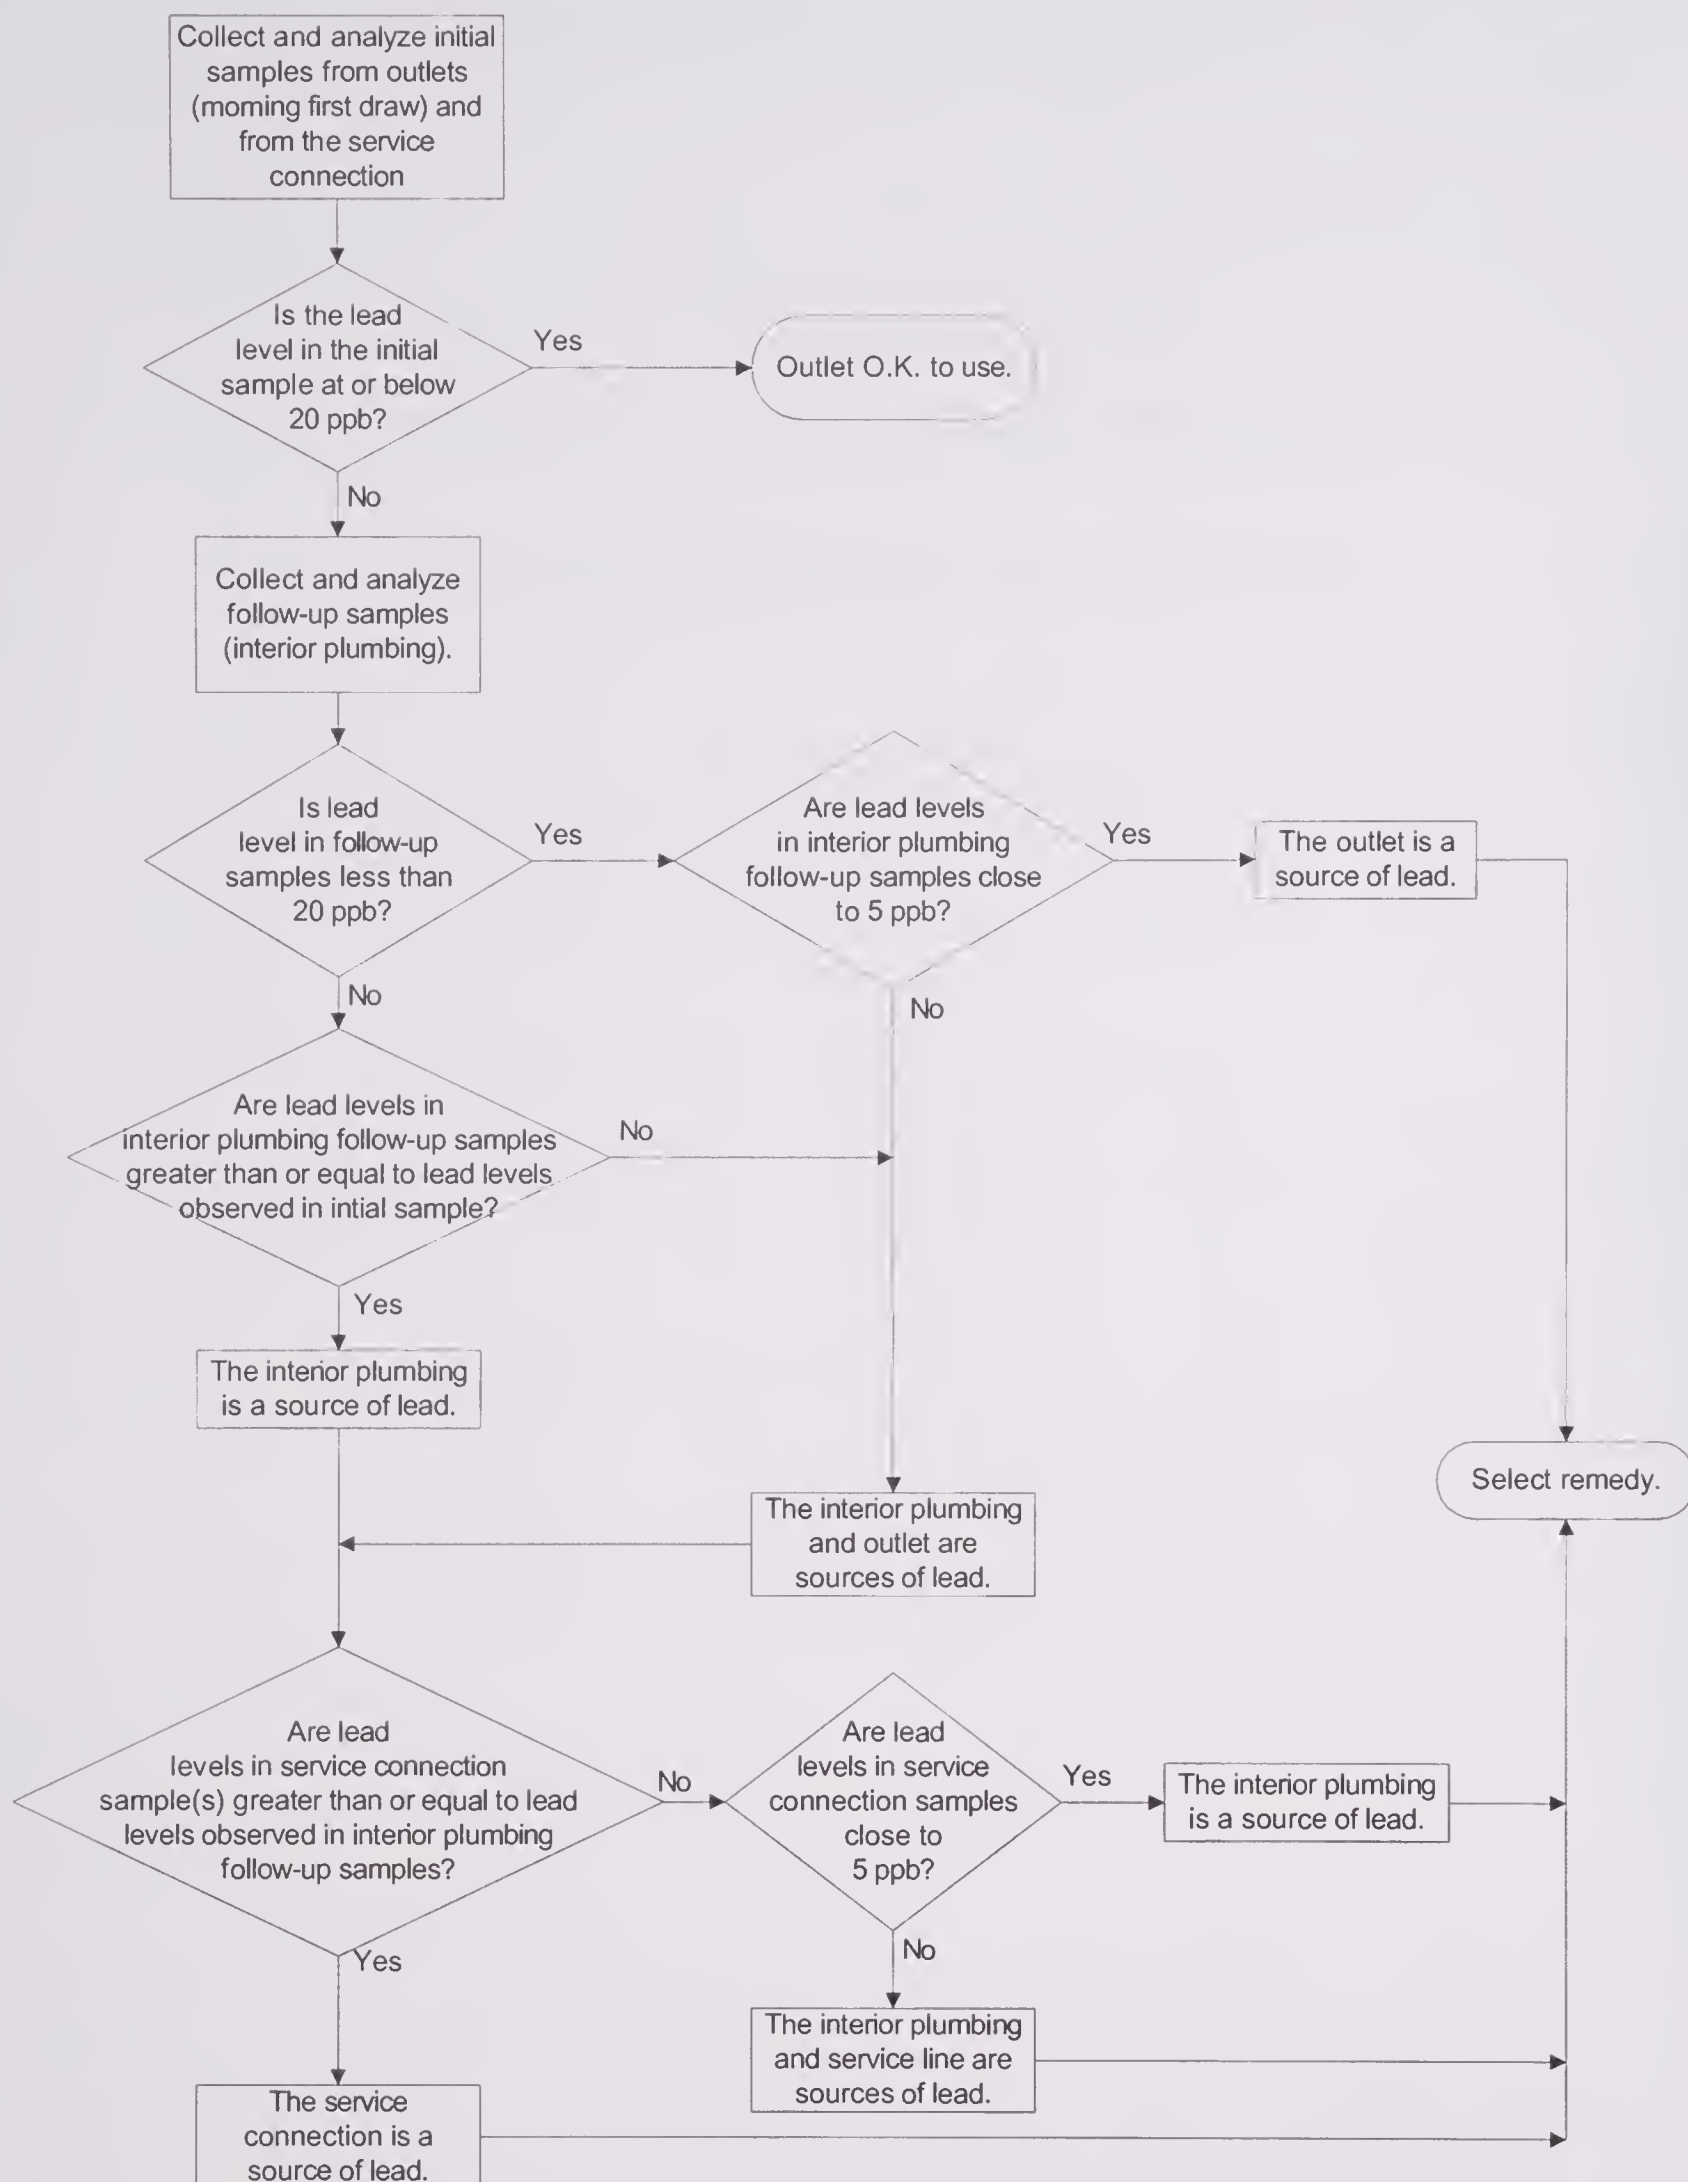 Collect and analyze initial
samples from outlets
(morning first draw) and
from the service
connection
Is the lead
level in the initial
sample at or below
20 ppb?
Yes
Outlet O.K. to use.
No
Collect and analyze
follow-up samples
(interior plumbing).
Is lead
level in follow-up
samples less than
20 ppb?
Yes
Are lead levels
in interior plumbing
follow-up samples close
to 5 ppb?
Yes
The outlet is a
source of lead.
No
No
Are lead levels in
interior plumbing follow-up samples
greater than or equal to lead levels
observed in intial sample?
No
Yes
The interior plumbing
is a source of lead.
Select remedy.
The interior plumbing
and outlet are
sources of lead.
Are lead
levels in service connection
sample(s) greater than or equal to lead
levels observed in interior plumbing
follow-up samples?
No
Are lead
levels in service
connection samples
close to
5 ppb?
Yes
The interior plumbing
is a source of lead.
Yes
No
The interior plumbing
and service line are
sources of lead.
The service
connection is a
source of lead.